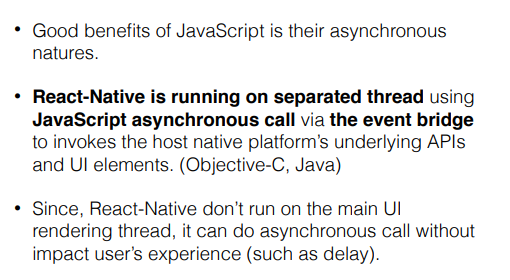 • Good benefits of JavaScript is their asynchronous
natures.
• React-Native is running on separated thread using
JavaScript asynchronous call via the event bridge
to invokes the host native platform's underlying APIs
and UI elements. (Objective-C, Java)
• Since, React-Native don't run on the main UI
rendering thread, it can do asynchronous call without
impact user's experience (such as delay).